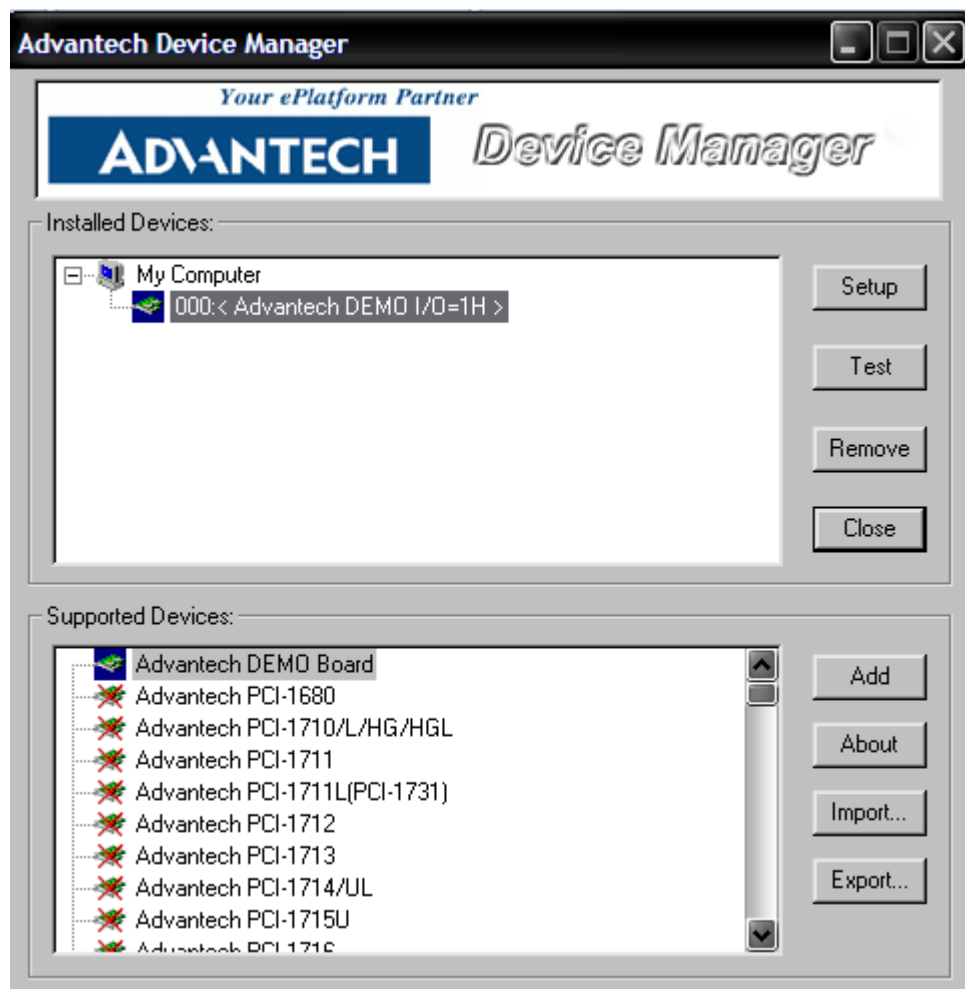 Advantech Device Manager
Your ePlatform Partner
ADVANTECH Device Manager
Installed Devices:
My Computer
000:< Advantech DEMO I/O=1H >
Setup
Test
Remove
Close
Supported Devices:
Advantech DEMO Board
Advantech PCI-1680
Advantech PCI-1710/L/HG/HGL
Advantech PCI-1711
Advantech PCI-1711L(PCI-1731)
Advantech PCI-1712
Advantech PCI-1713
Advantech PCI-1714/UL
Advantech PCI-1715U
Advantech PCI-1716
Add
About
Import...
Export...